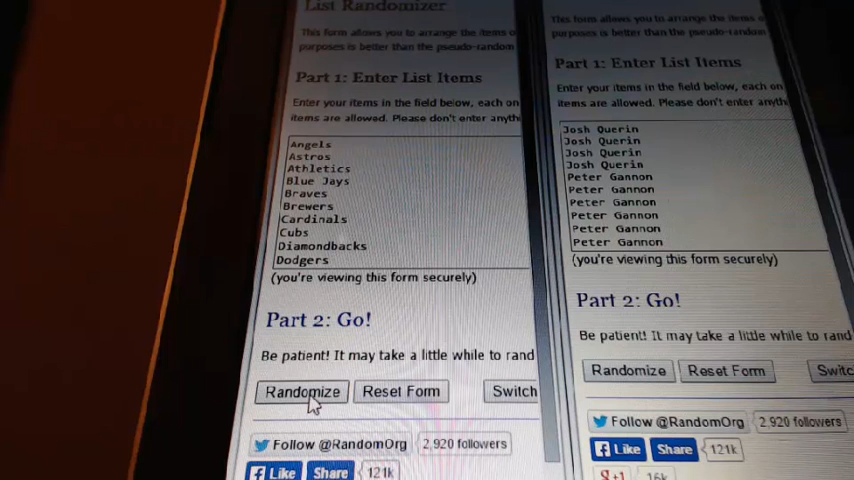 List Randomizer
This form allows you to arrange the items o
purposes is better than the pseudo-random
Part 1: Enter List Items
Enter your items in the field below, each on
items are allowed. Please don't enter anyth
Angels
Astros
Athletics
Blue Jays
Braves
Brewers
Cardinals
Cubs
Diamondbacks
Dodgers
(you're viewing this form securely)
Part 2: Go!
Be patient! It may take a little while to rand
Randomize
Reset Form
Switch
Follow @RandomOrg
2,920 followers
Like
Share
121k
This form allows you to arrange the items o
purposes is better than the pseudo-random
Part 1: Enter List Items
Enter your items in the field below, each on
items are allowed. Please don't enter anyth
Josh Querin
Josh Querin
Josh Querin
Josh Querin
Peter Gannon
Peter Gannon
Peter Gannon
Peter Gannon
Peter Gannon
Peter Gannon
(you're viewing this form securely)
Part 2: Go!
Be patient! It may take a little while to rand
Randomize
Reset Form
Switc
Follow @RandomOrg
2,920 followers
Like
Share
121k
g+1
16k